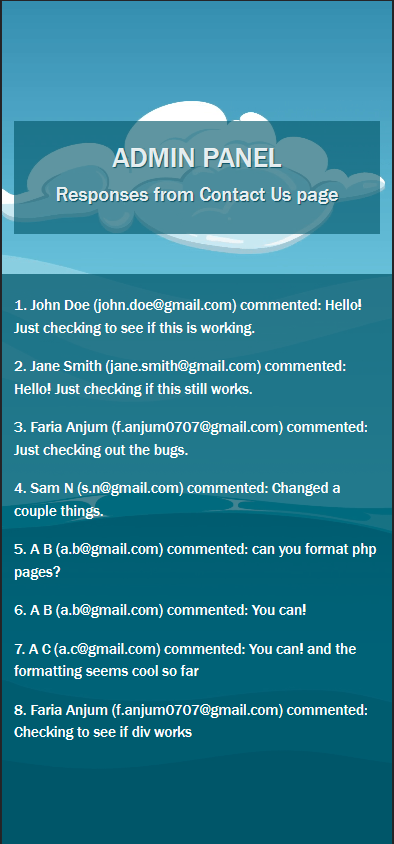 ADMIN PANEL
Responses from Contact Us page
1. John Doe (john.doe@gmail.com) commented: Hello!
Just checking to see if this is working.
2. Jane Smith (jane.smith@gmail.com) commented:
Hello! Just checking if this still works.
3. Faria Anjum (f.anjum0707@gmail.com) commented:
Just checking out the bugs.
4. Sam N (s.n@gmail.com) commented: Changed a
couple things.
5. A B (a.b@gmail.com) commented: can you format php
pages?
6. A B (a.b@gmail.com) commented: You can!
7. A C (a.c@gmail.com) commented: You can! and the
formatting seems cool so far
8. Faria Anjum (f.anjum0707@gmail.com) commented:
Checking to see if div works